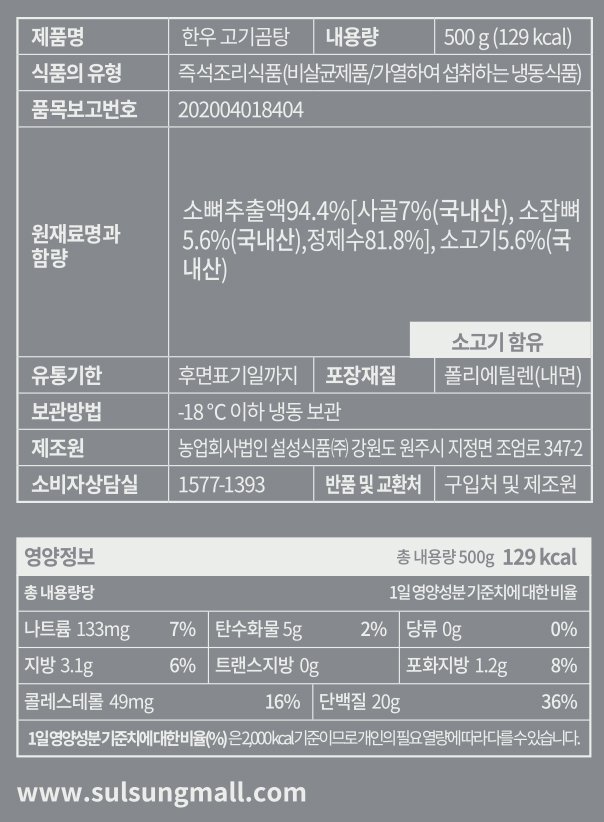 제품명 한우 고기곰탕 내용량 500 g (129 kcal)
식품의 유형 즉석조리식품(비살균제품/가열하여 섭취하는 냉동식품)
품목보고번호 202004018404
원재료명과
함량
소뼈추출액94.4%[사골7%(국내산), 소잡뼈
5.6%(국내산),정제수81.8%], 소고기5.6%(국
내산)
소고기 함유
유통기한 후면표기일까지 포장재질 폴리에틸렌(내면)
보관방법 -18 °C 이하 냉동 보관
제조원 농업회사법인 설성식품㈜ 강원도 원주시 지정면 조엄로 347-2
소비자상담실 1577-1393 반품 및 교환처 구입처 및 제조원
영양정보 총 내용량 500g 129 kcal
총 내용량당 1일 영양성분 기준치에 대한 비율
나트륨 133mg 7% 탄수화물 5g 2% 당류 0g 0%
지방 3.1g 6% 트랜스지방 0g 포화지방 1.2g 8%
콜레스테롤 49mg 16% 단백질 20g 36%
1일 영양성분 기준치에 대한 비율(%)은 2,000kcal 기준이므로 개인의 필요 열량에 따라 다를 수 있습니다.
www.sulsungmall.com